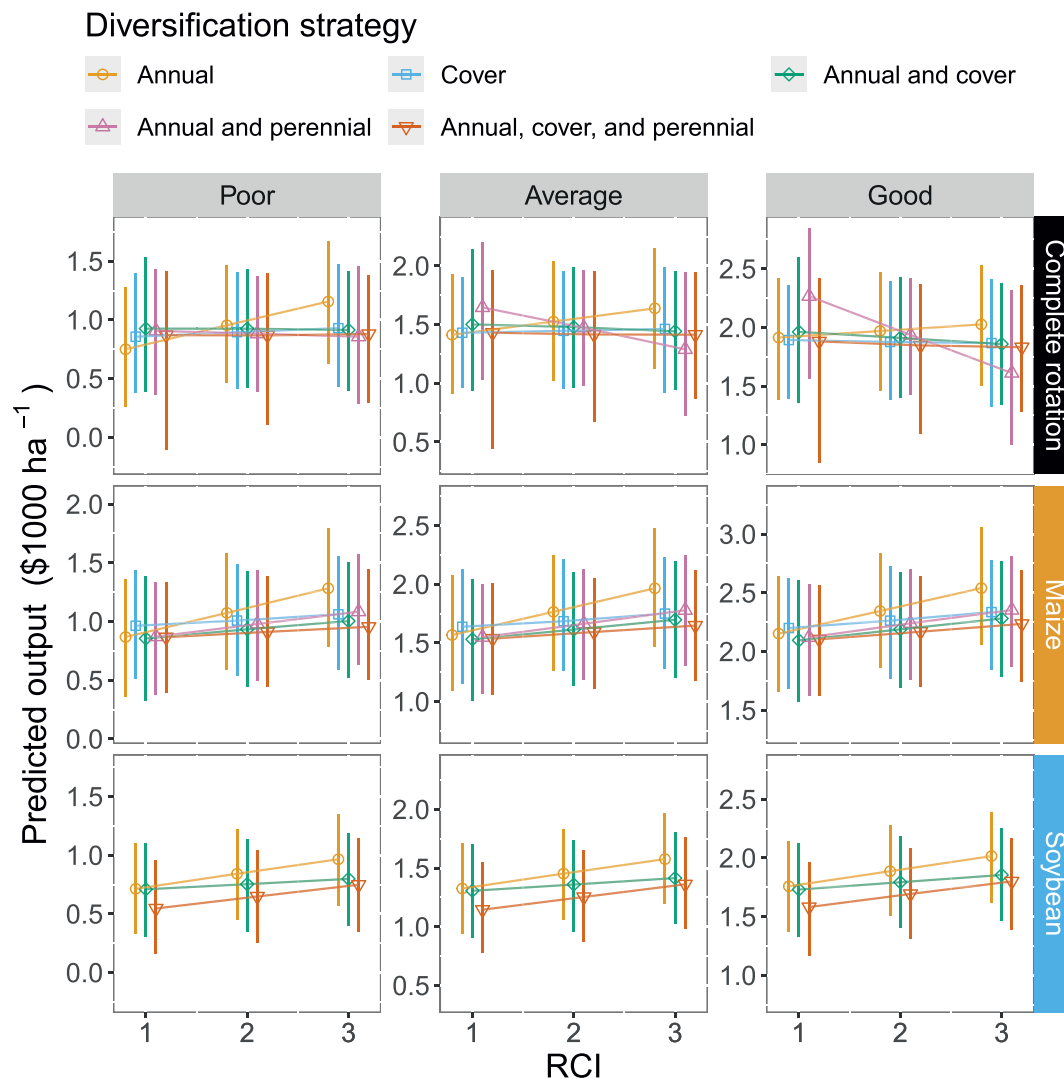 Diversification strategy
Annual
Cover
Annual and cover
Annual and perennial
Annual, cover, and perennial
Poor
Average
Good
Predicted output ($1000 ha⁻¹)
1.5
1.0
0.5
0.0
2.0
1.5
1.0
0.5
2.5
2.0
1.5
1.0
Complete rotation
2.0
1.5
1.0
0.5
0.0
2.5
2.0
1.5
1.0
3.0
2.5
2.0
1.5
Maize
1.5
1.0
0.5
0.0
2.0
1.5
1.0
0.5
2.5
2.0
1.5
1.0
Soybean
1 2 3
1 2 3
1 2 3
RCI